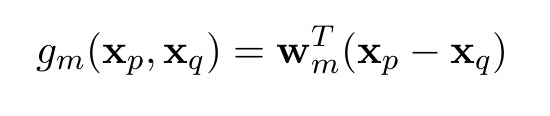 g_m(𝐱_p, 𝐱_q) = 𝐰_m^T(𝐱_p − 𝐱_q)